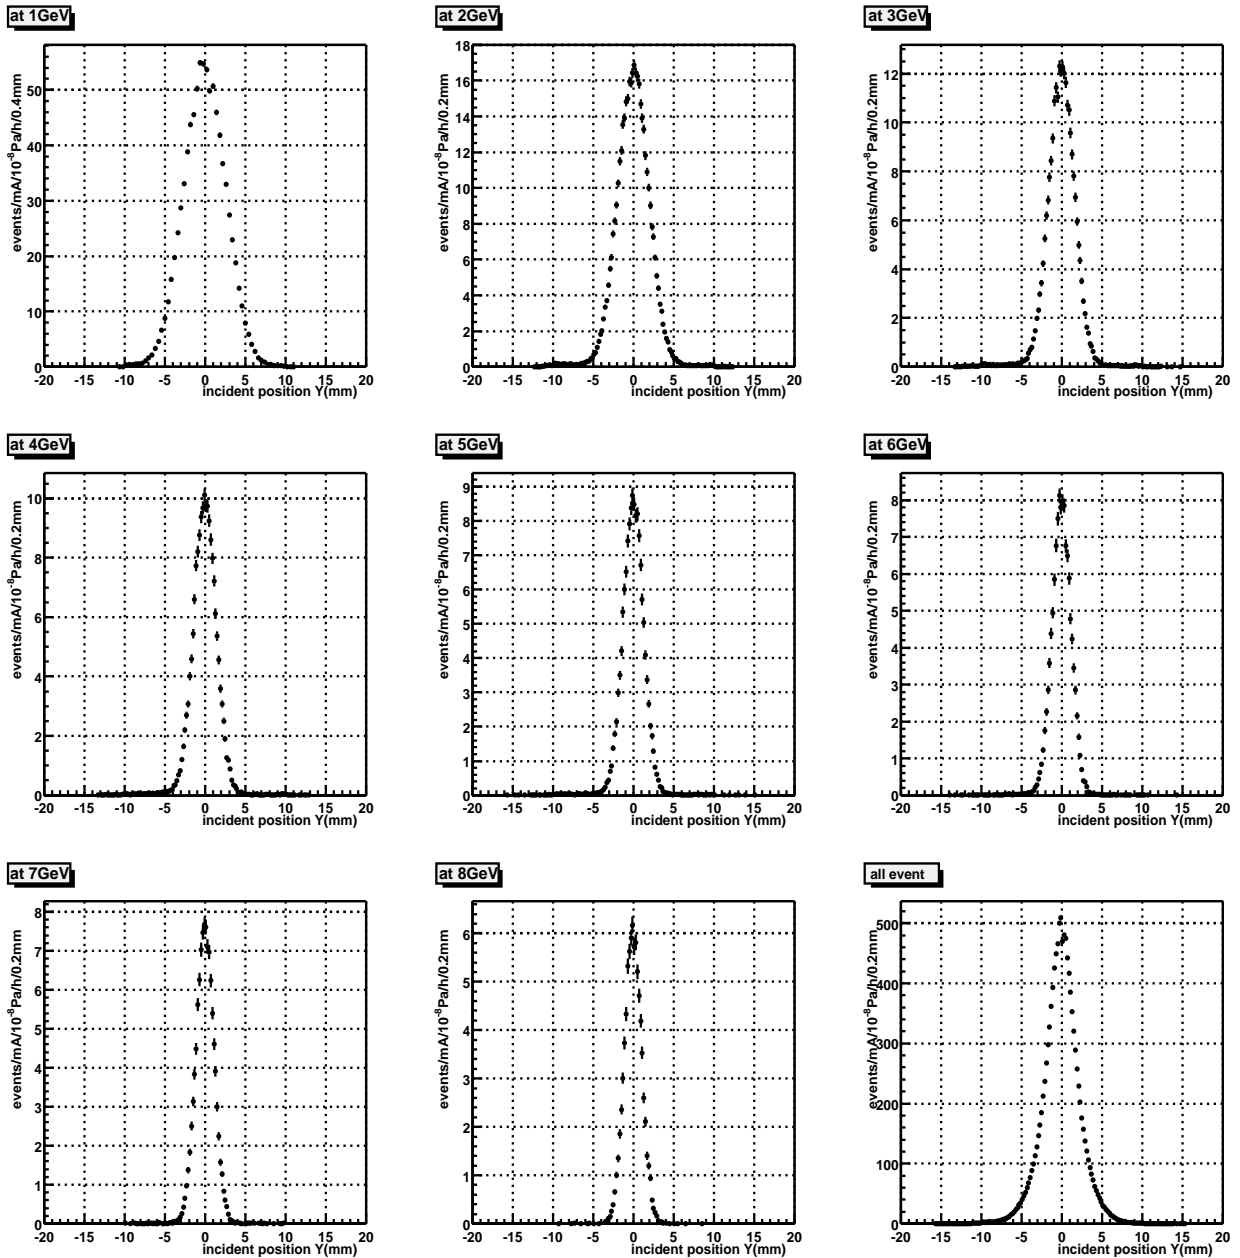 at 1GeV
events/mA/10⁻⁸Pa/h/0.4mm
50
40
30
20
10
0
-20 -15 -10 -5 0 5 10 15 20
incident position Y(mm)
at 2GeV
events/mA/10⁻⁸Pa/h/0.2mm
18
16
14
12
10
8
6
4
2
0
-20 -15 -10 -5 0 5 10 15 20
incident position Y(mm)
at 3GeV
events/mA/10⁻⁸Pa/h/0.2mm
12
10
8
6
4
2
0
-20 -15 -10 -5 0 5 10 15 20
incident position Y(mm)
at 4GeV
events/mA/10⁻⁸Pa/h/0.2mm
10
8
6
4
2
0
-20 -15 -10 -5 0 5 10 15 20
incident position Y(mm)
at 5GeV
events/mA/10⁻⁸Pa/h/0.2mm
9
8
7
6
5
4
3
2
1
0
-20 -15 -10 -5 0 5 10 15 20
incident position Y(mm)
at 6GeV
events/mA/10⁻⁸Pa/h/0.2mm
8
7
6
5
4
3
2
1
0
-20 -15 -10 -5 0 5 10 15 20
incident position Y(mm)
at 7GeV
events/mA/10⁻⁸Pa/h/0.2mm
8
7
6
5
4
3
2
1
0
-20 -15 -10 -5 0 5 10 15 20
incident position Y(mm)
at 8GeV
events/mA/10⁻⁸Pa/h/0.2mm
6
5
4
3
2
1
0
-20 -15 -10 -5 0 5 10 15 20
incident position Y(mm)
all event
events/mA/10⁻⁸Pa/h/0.2mm
500
400
300
200
100
0
-20 -15 -10 -5 0 5 10 15 20
incident position Y(mm)